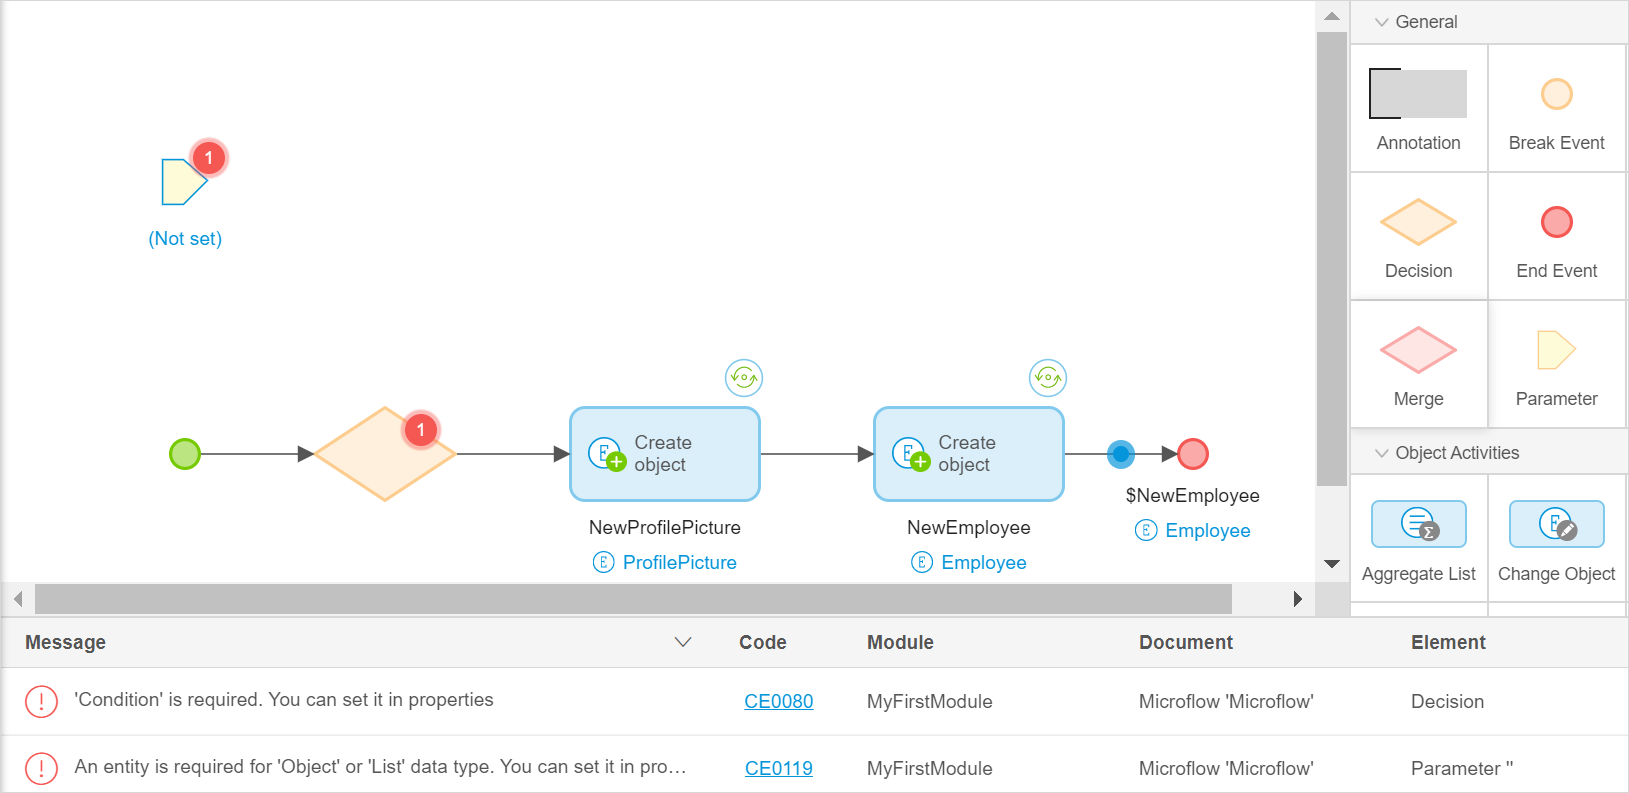 1
(Not set)
1
Create
object
NewProfilePicture
E ProfilePicture
Create
object
NewEmployee
E Employee
$NewEmployee
E Employee
General
Annotation
Break Event
Decision
End Event
Merge
Parameter
Object Activities
Aggregate List
Change Object
Message Code Module Document Element
'Condition' is required. You can set it in properties CE0080 MyFirstModule Microflow 'Microflow' Decision
An entity is required for 'Object' or 'List' data type. You can set it in pro… CE0119 MyFirstModule Microflow 'Microflow' Parameter ''